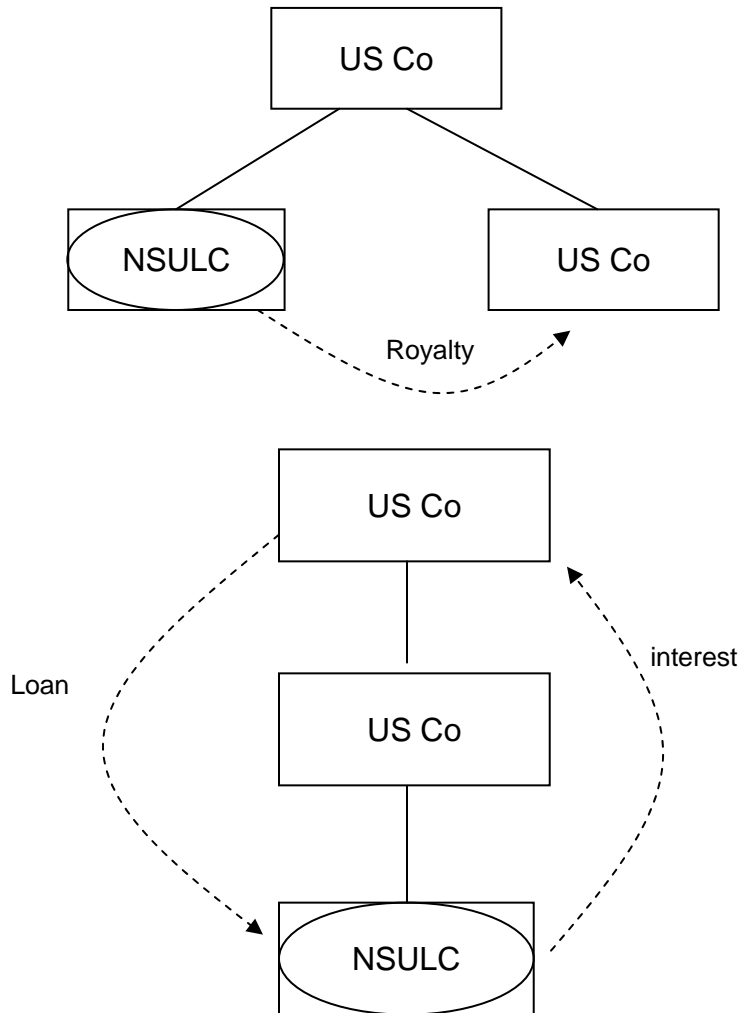 US Co
NSULC
US Co
Royalty
US Co
interest
Loan
US Co
NSULC